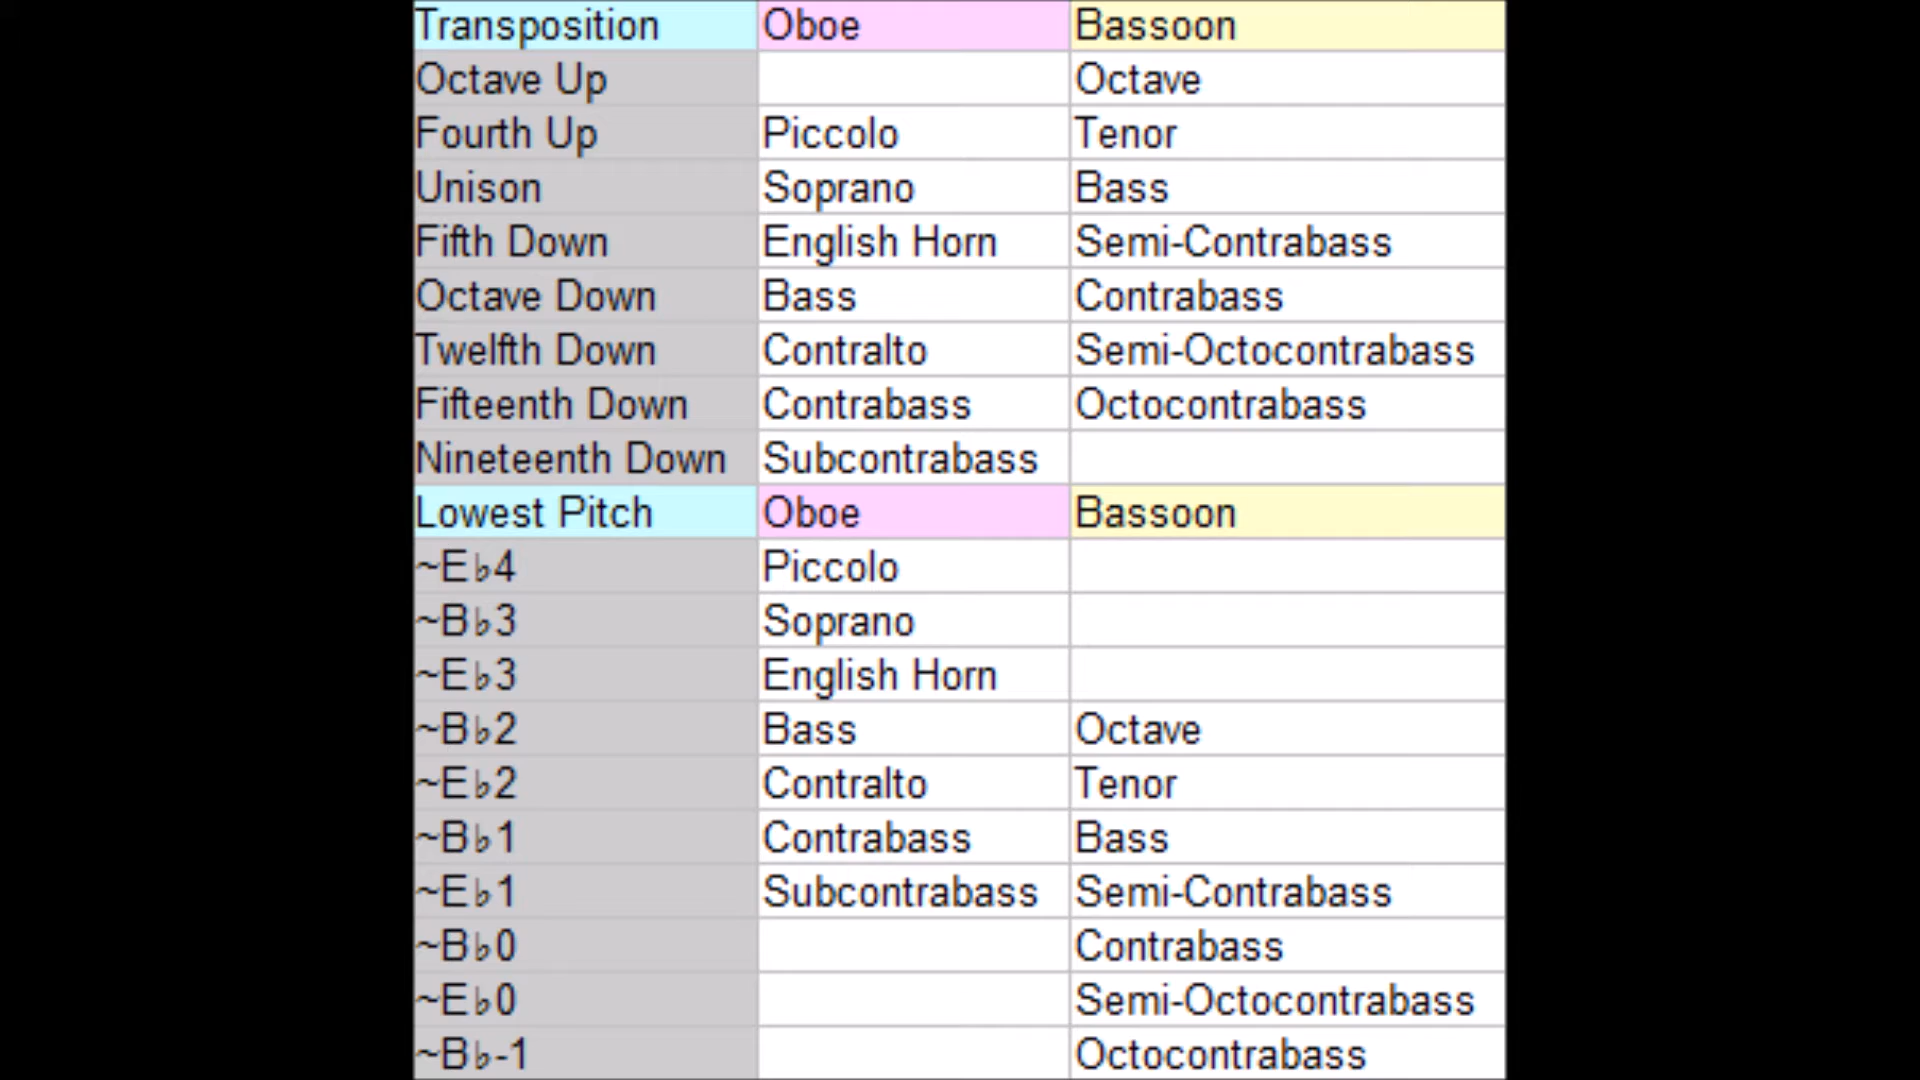 Transposition Oboe Bassoon
Octave Up Octave
Fourth Up Piccolo Tenor
Unison Soprano Bass
Fifth Down English Horn Semi-Contrabass
Octave Down Bass Contrabass
Twelfth Down Contralto Semi-Octocontrabass
Fifteenth Down Contrabass Octocontrabass
Nineteenth Down Subcontrabass
Lowest Pitch Oboe Bassoon
~E♭4 Piccolo
~B♭3 Soprano
~E♭3 English Horn
~B♭2 Bass Octave
~E♭2 Contralto Tenor
~B♭1 Contrabass Bass
~E♭1 Subcontrabass Semi-Contrabass
~B♭0 Contrabass
~E♭0 Semi-Octocontrabass
~B♭-1 Octocontrabass